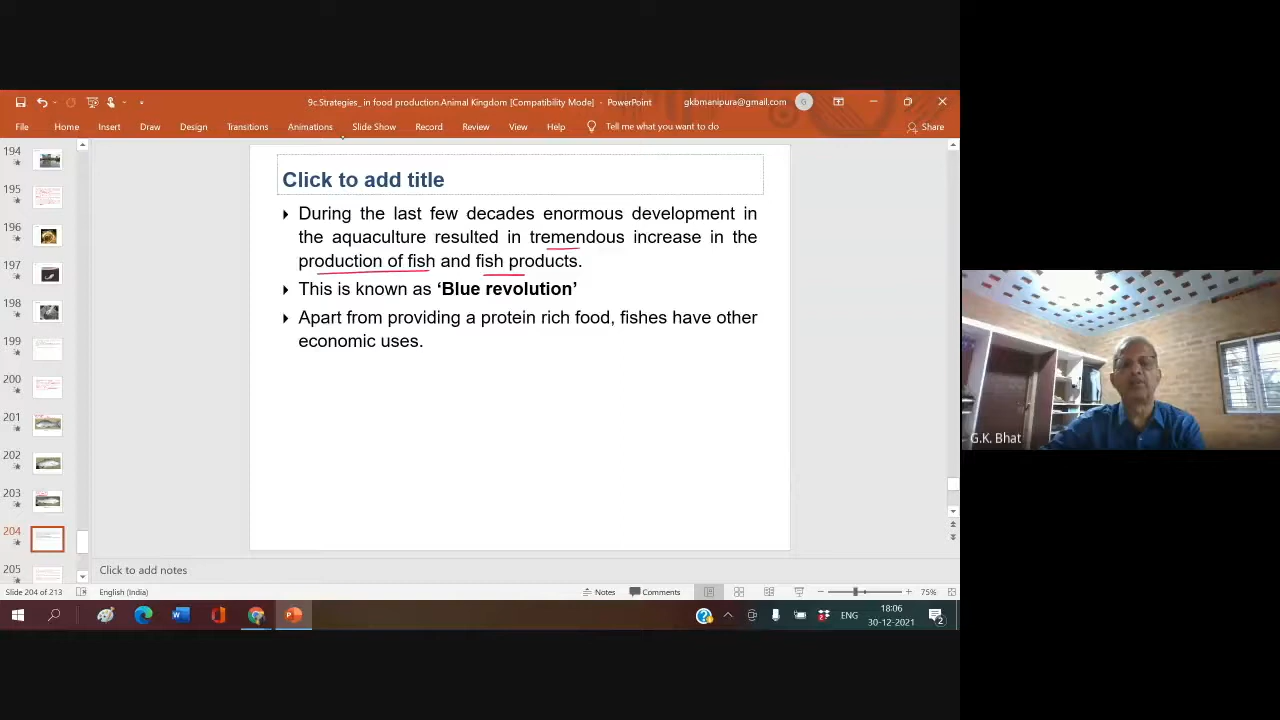 9c.Strategies_ in food production.Animal Kingdom [Compatibility Mode] - PowerPoint
gkbmanipura@gmail.com
G
File Home Insert Draw Design Transitions Animations Slide Show Record Review View Help Tell me what you want to do Share
194
195
196
197
198
199
200
201
202
203
204
205
Click to add title
During the last few decades enormous development in
the aquaculture resulted in tremendous increase in the
production of fish and fish products.
This is known as ‘Blue revolution’
Apart from providing a protein rich food, fishes have other
economic uses.
G.K. Bhat
Click to add notes
Slide 204 of 213 English (India) Notes Comments 75%
ENG
18:06
30-12-2021
2